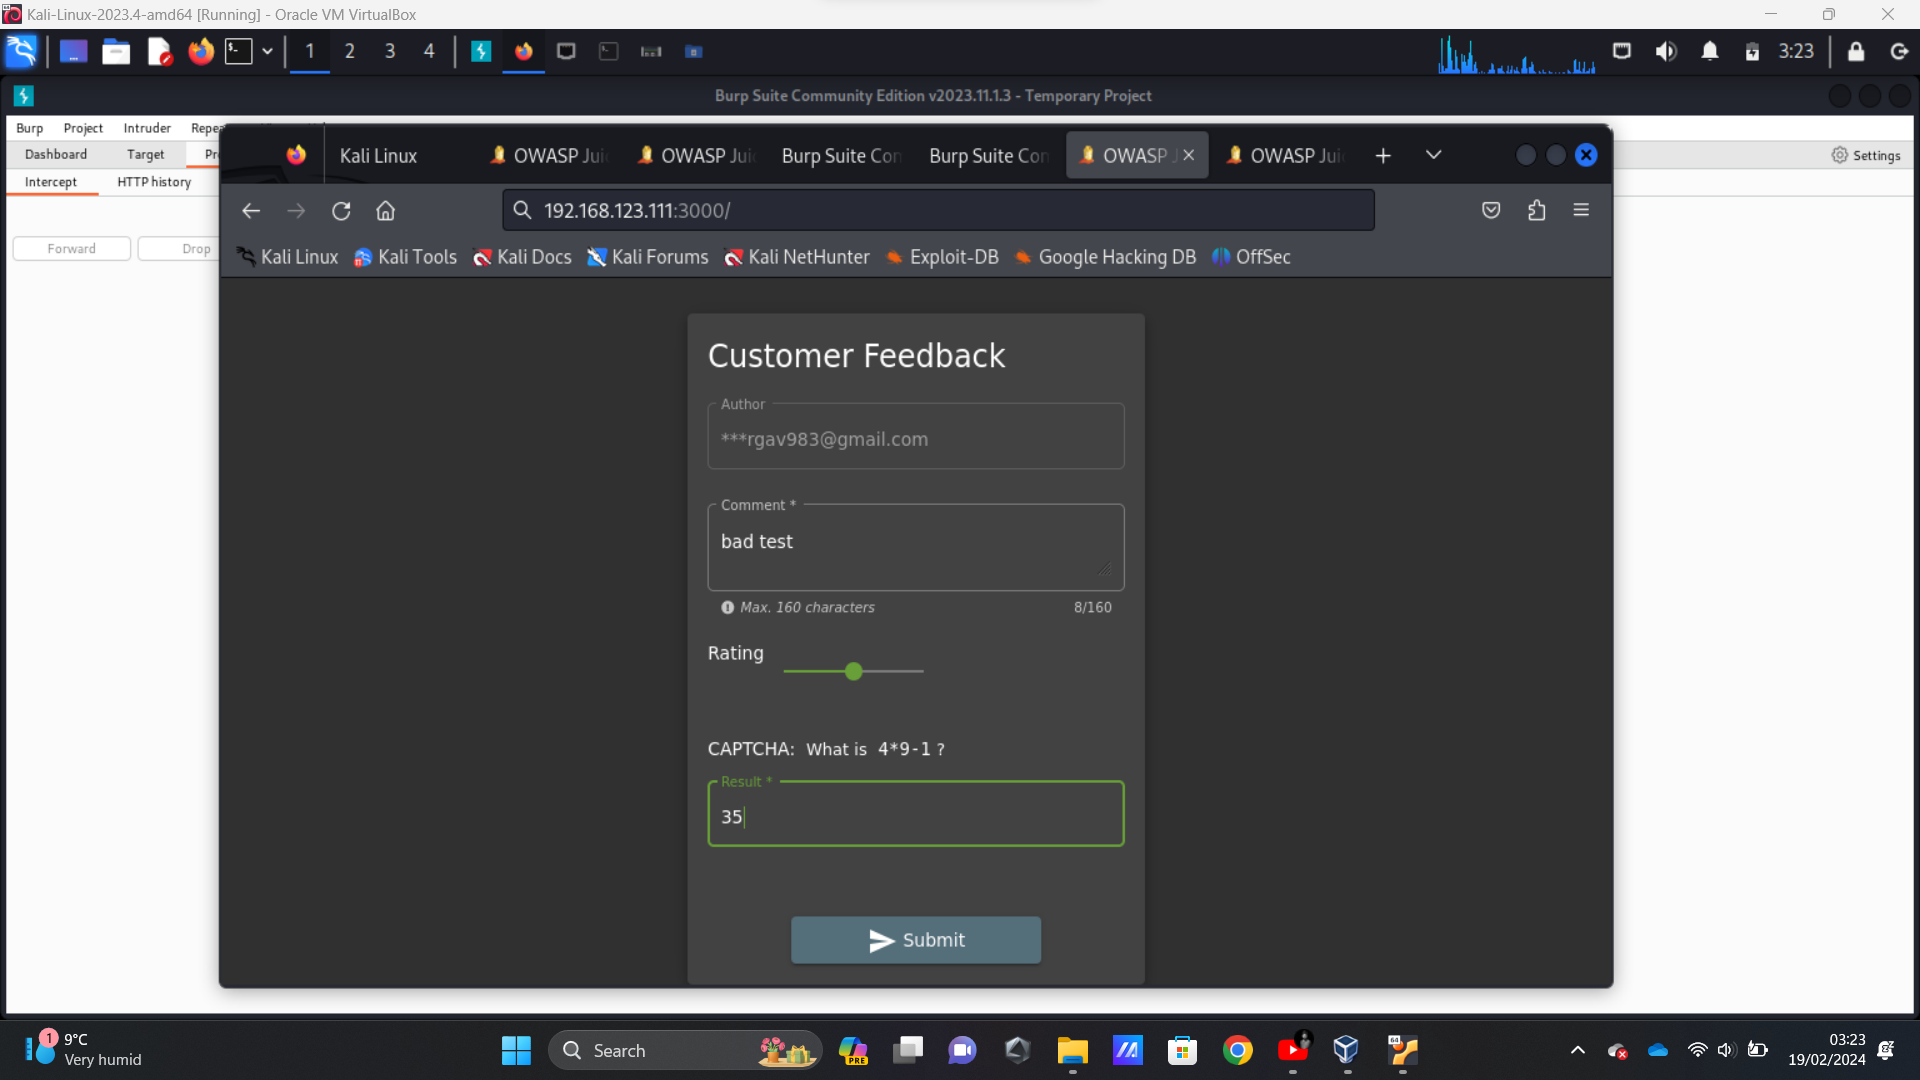 Kali-Linux-2023.4-amd64 [Running] - Oracle VM VirtualBox
1 2 3 4
3:23
Burp Suite Community Edition v2023.11.1.3 - Temporary Project
Burp Project Intruder Repea
Dashboard Target Pr
Settings
Intercept HTTP history
Forward Drop
Kali Linux OWASP Jui OWASP Jui Burp Suite Con Burp Suite Con OWASP J OWASP Jui
192.168.123.111:3000/
Kali Linux Kali Tools Kali Docs Kali Forums Kali NetHunter Exploit-DB Google Hacking DB OffSec
Customer Feedback
Author
***rgav983@gmail.com
Comment *
bad test
Max. 160 characters 8/160
Rating
CAPTCHA: What is 4*9-1 ?
Result *
35
Submit
1
9°C
Very humid
Search
PRE
64
03:23
19/02/2024